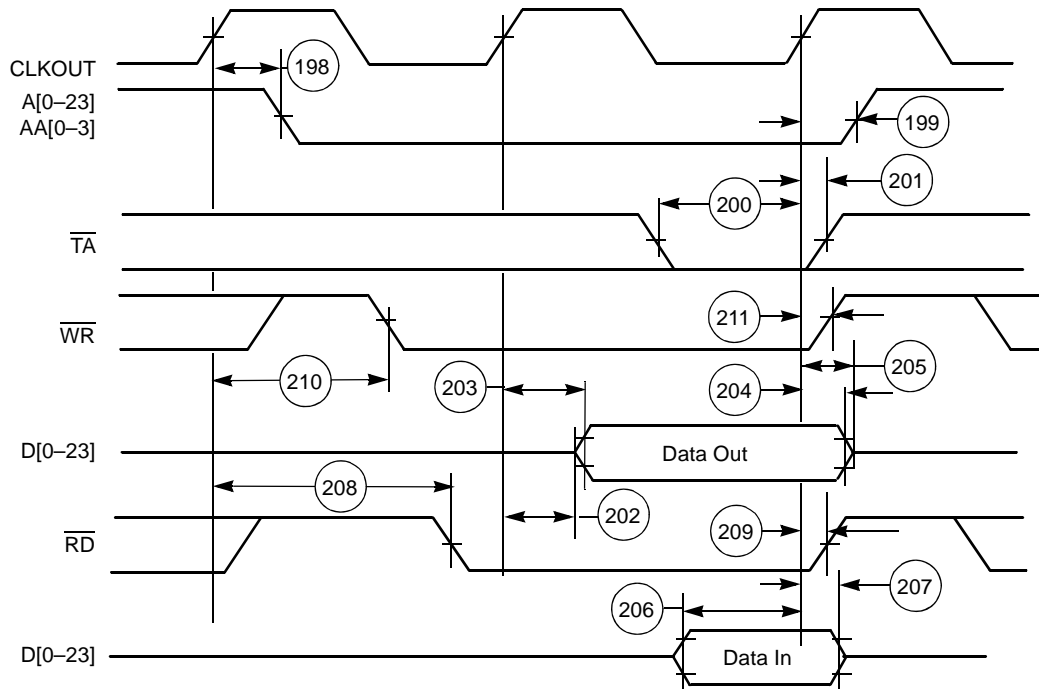 CLKOUT
198
A[0–23]
AA[0–3]
199
201
200
TA
WR
211
210
203
204
205
D[0–23]
Data Out
208
202
209
RD
206
207
D[0–23]
Data In